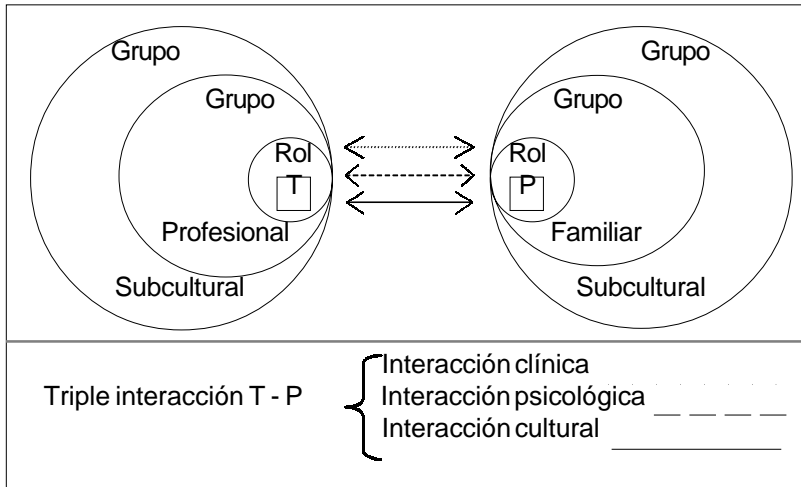 Grupo
Grupo
Rol
T
Profesional
Subcultural
Grupo
Grupo
Rol
P
Familiar
Subcultural
Triple interacción T - P
Interacción clínica
Interacción psicológica
Interacción cultural